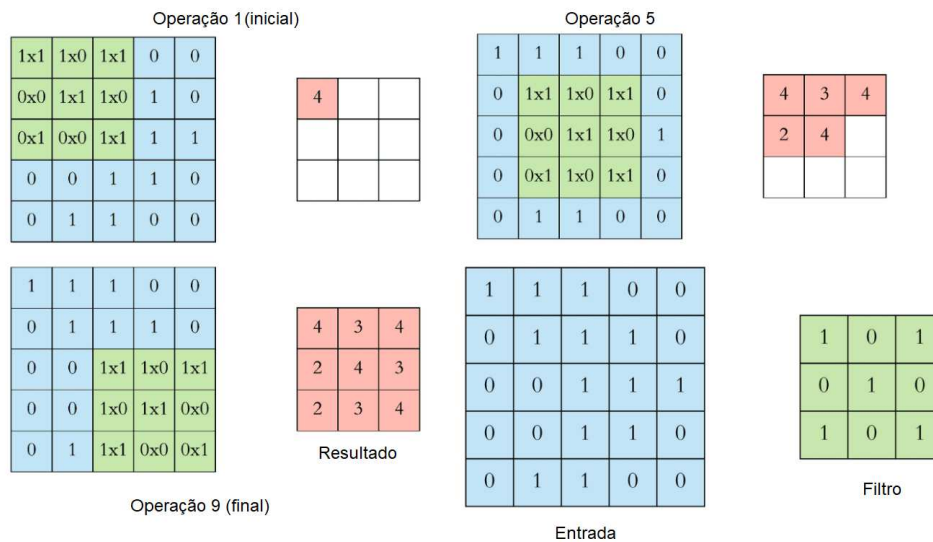 Operação 1 (inicial)
1x1 1x0 1x1 0 0
0x0 1x1 1x0 1 0
0x1 0x0 1x1 1 1
0 0 1 1 0
0 1 1 0 0
4
Operação 5
1 1 1 0 0
0 1x1 1x0 1x1 0
0 0x0 1x1 1x0 1
0 0x1 1x0 1x1 0
0 1 1 0 0
4 3 4
2 4
1 1 1 0 0
0 1 1 1 0
0 0 1x1 1x0 1x1
0 0 1x0 1x1 0x0
0 1 1x1 0x0 0x1
Operação 9 (final)
4 3 4
2 4 3
2 3 4
Resultado
1 1 1 0 0
0 1 1 1 0
0 0 1 1 1
0 0 1 1 0
0 1 1 0 0
Entrada
1 0 1
0 1 0
1 0 1
Filtro